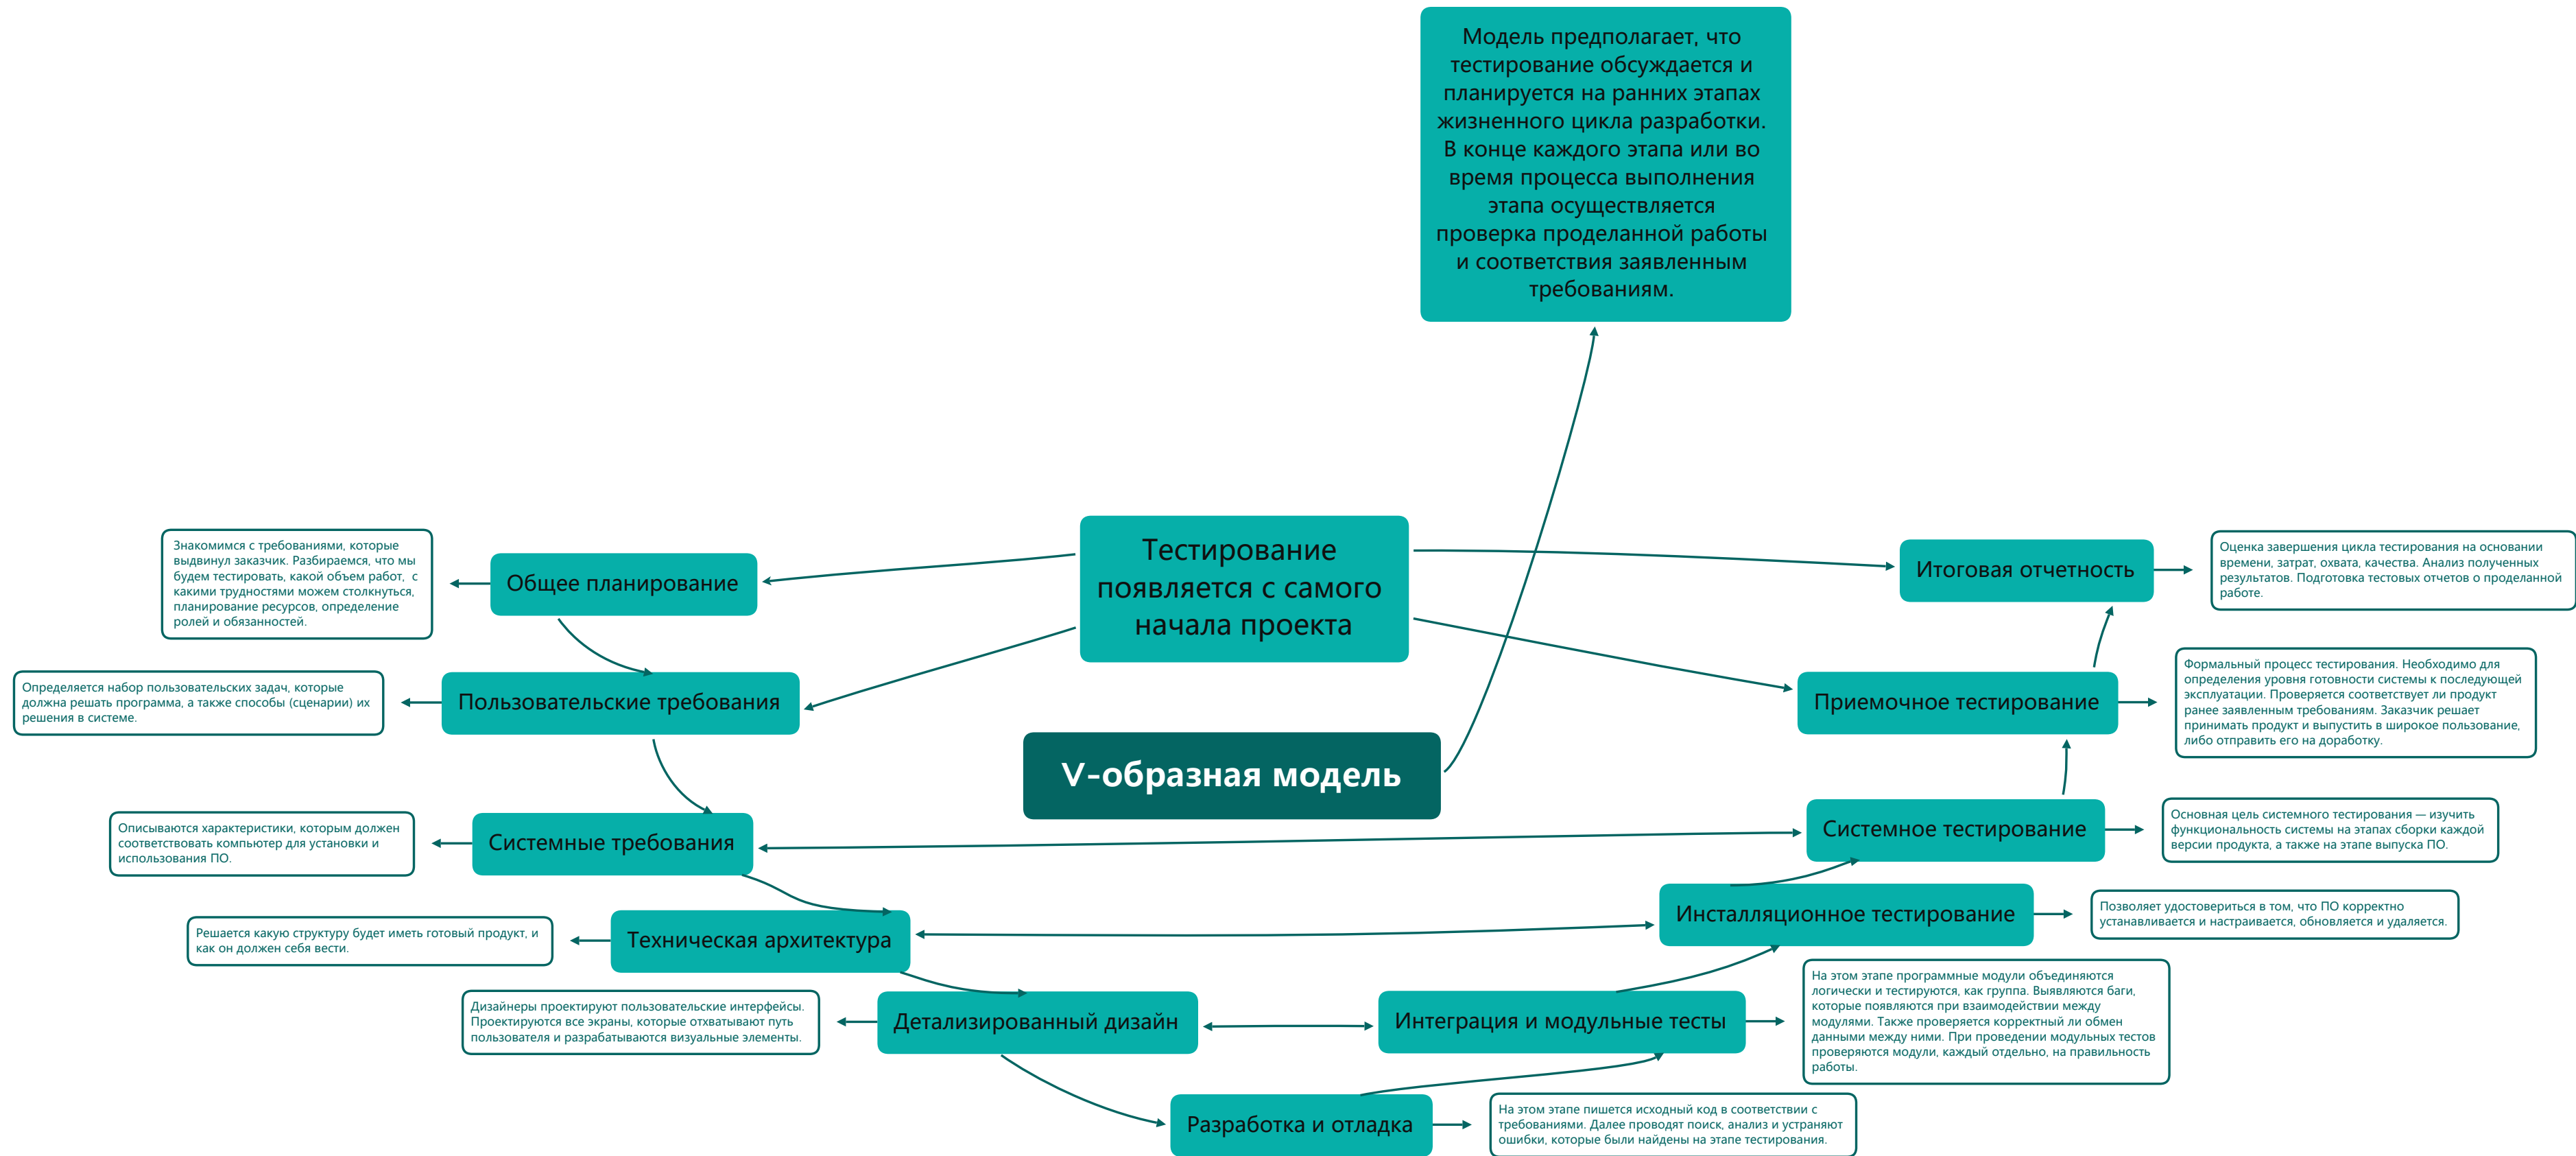 Модель предполагает, что
тестирование обсуждается и
планируется на ранних этапах
жизненного цикла разработки.
В конце каждого этапа или во
время процесса выполнения
этапа осуществляется
проверка проделанной работы
и соответствия заявленным
требованиям.
Тестирование
появляется с самого
начала проекта
V-образная модель
Знакомимся с требованиями, которые
выдвинул заказчик. Разбираемся, что мы
будем тестировать, какой объем работ, с
какими трудностями можем столкнуться,
планирование ресурсов, определение
ролей и обязанностей.
Общее планирование
Определяется набор пользовательских задач, которые
должна решать программа, а также способы (сценарии) их
решения в системе.
Пользовательские требования
Описываются характеристики, которым должен
соответствовать компьютер для установки и
использования ПО.
Системные требования
Решается какую структуру будет иметь готовый продукт, и
как он должен себя вести.
Техническая архитектура
Дизайнеры проектируют пользовательские интерфейсы.
Проектируются все экраны, которые отхватывают путь
пользователя и разрабатываются визуальные элементы.
Детализированный дизайн
Разработка и отладка
На этом этапе пишется исходный код в соответствии с
требованиями. Далее проводят поиск, анализ и устраняют
ошибки, которые были найдены на этапе тестирования.
Интеграция и модульные тесты
На этом этапе программные модули объединяются
логически и тестируются, как группа. Выявляются баги,
которые появляются при взаимодействии между
модулями. Также проверяется корректный ли обмен
данными между ними. При проведении модульных тестов
проверяются модули, каждый отдельно, на правильность
работы.
Инсталляционное тестирование
Позволяет удостовериться в том, что ПО корректно
устанавливается и настраивается, обновляется и удаляется.
Системное тестирование
Основная цель системного тестирования — изучить
функциональность системы на этапах сборки каждой
версии продукта, а также на этапе выпуска ПО.
Приемочное тестирование
Формальный процесс тестирования. Необходимо для
определения уровня готовности системы к последующей
эксплуатации. Проверяется соответствует ли продукт
ранее заявленным требованиям. Заказчик решает
принимать продукт и выпустить в широкое пользование,
либо отправить его на доработку.
Итоговая отчетность
Оценка завершения цикла тестирования на основании
времени, затрат, охвата, качества. Анализ полученных
результатов. Подготовка тестовых отчетов о проделанной
работе.